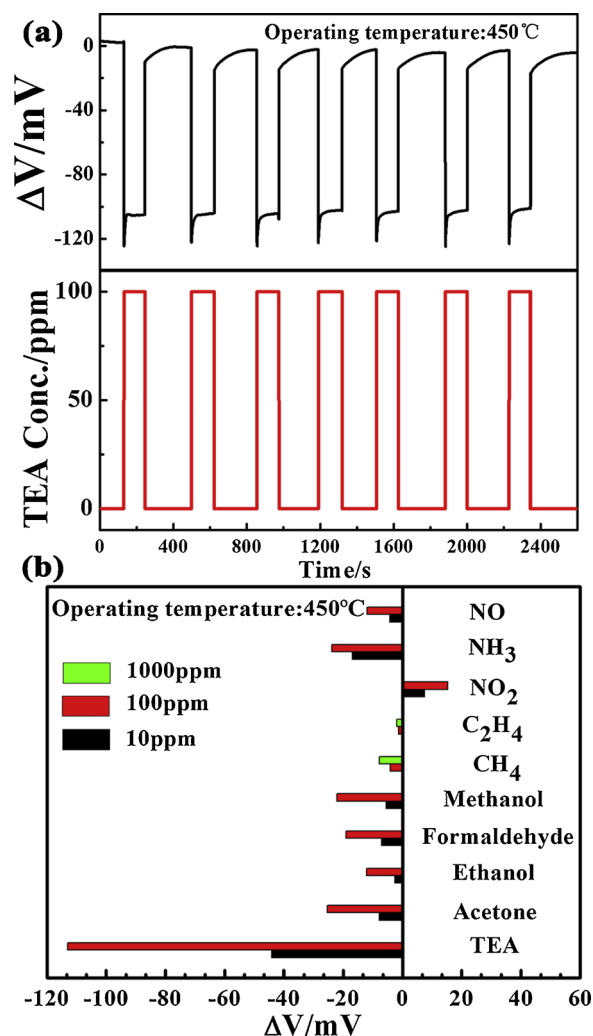 (a)
Operating temperature:450℃
ΔV/mV
0
-40
-80
-120
TEA Conc./ppm
100
50
0
0 400 800 1200 1600 2000 2400
Time/s
(b)
Operating temperature:450°C
1000ppm
100ppm
10ppm
NO
NH3
NO2
C2H4
CH4
Methanol
Formaldehyde
Ethanol
Acetone
TEA
-120 -100 -80 -60 -40 -20 0 20 40 60
ΔV/mV